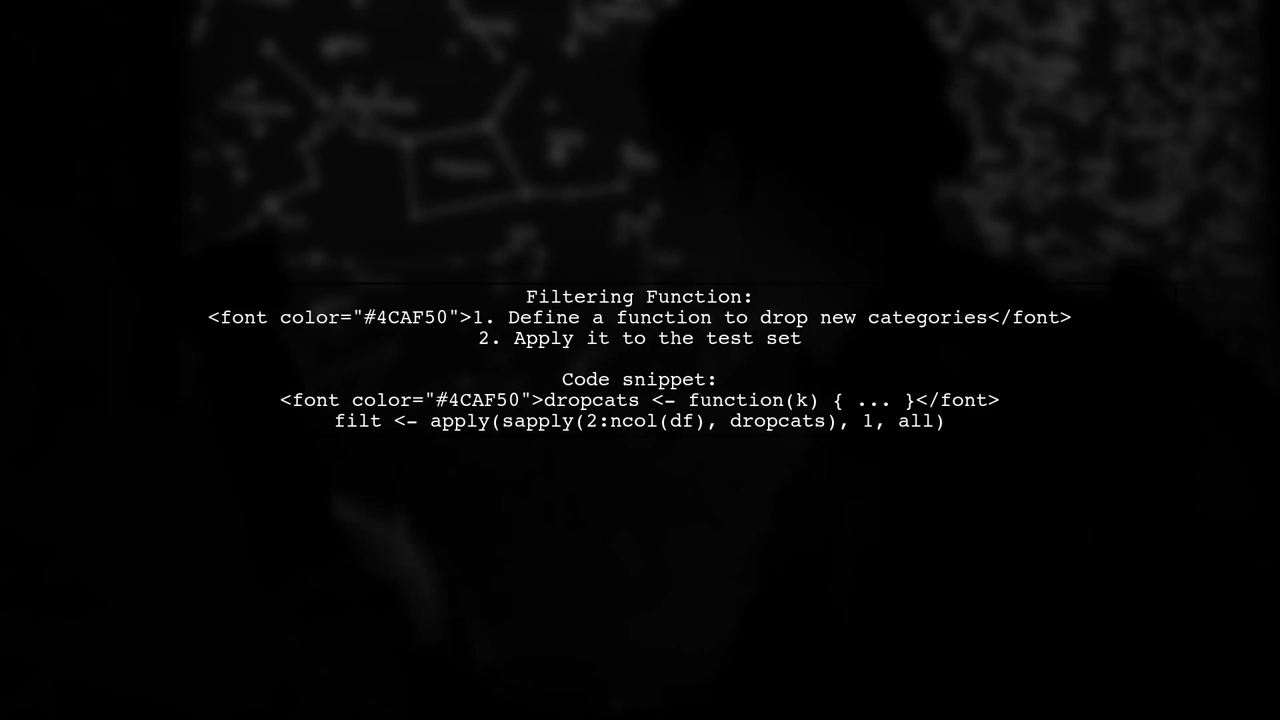 Filtering Function:
<font color="#4CAF50">1. Define a function to drop new categories</font>
2. Apply it to the test set
Code snippet:
<font color="#4CAF50">dropcats <- function(k) { ... }</font>
filt <- apply(sapply(2:ncol(df), dropcats), 1, all)